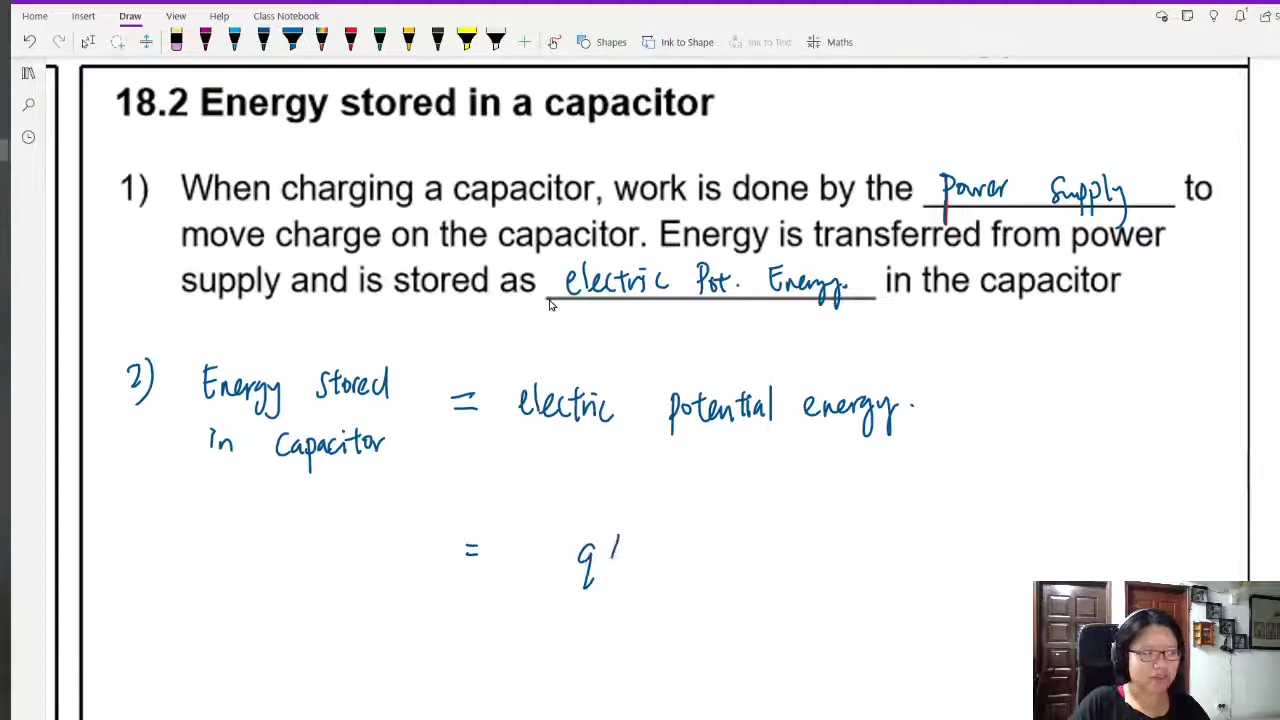 Home Insert Draw View Help Class Notebook
Shapes Ink to Shape Ink to Text Maths
18.2 Energy stored in a capacitor
1) When charging a capacitor, work is done by the power supply to
move charge on the capacitor. Energy is transferred from power
supply and is stored as electric Pot. Energy. in the capacitor
2) Energy stored = electric potential energy.
in capacitor
= q